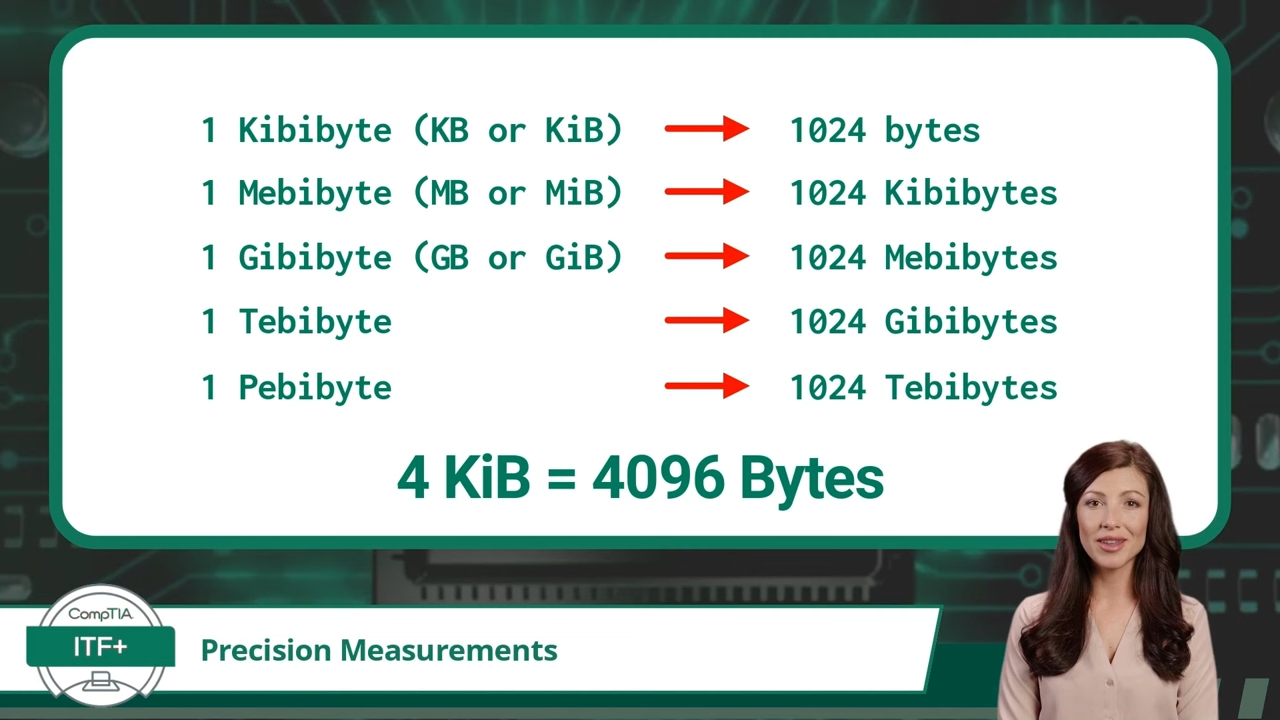 1 Kibibyte (KB or KiB) → 1024 bytes
1 Mebibyte (MB or MiB) → 1024 Kibibytes
1 Gibibyte (GB or GiB) → 1024 Mebibytes
1 Tebibyte → 1024 Gibibytes
1 Pebibyte → 1024 Tebibytes
4 KiB = 4096 Bytes
CompTIA.
ITF+
Precision Measurements